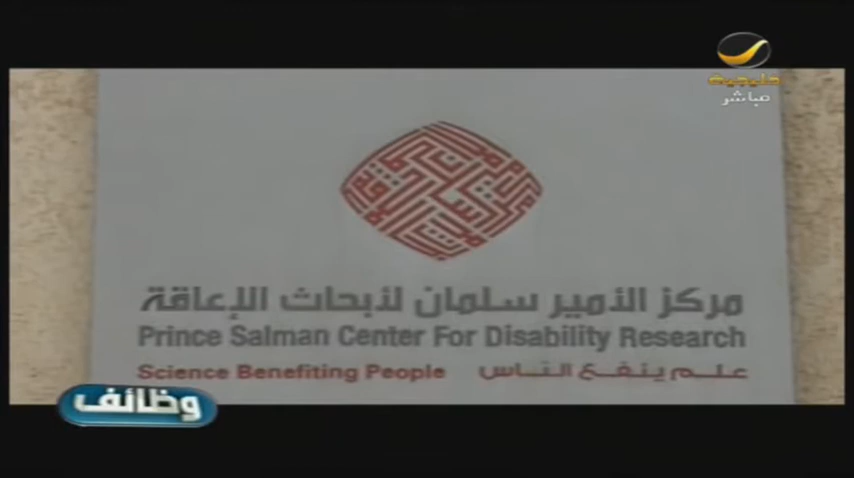 خليجية
مباشر
مركز الأمير سلمان لأبحاث الإعاقة
Prince Salman Center For Disability Research
Science Benefiting People علم ينفع الناس
وظائف